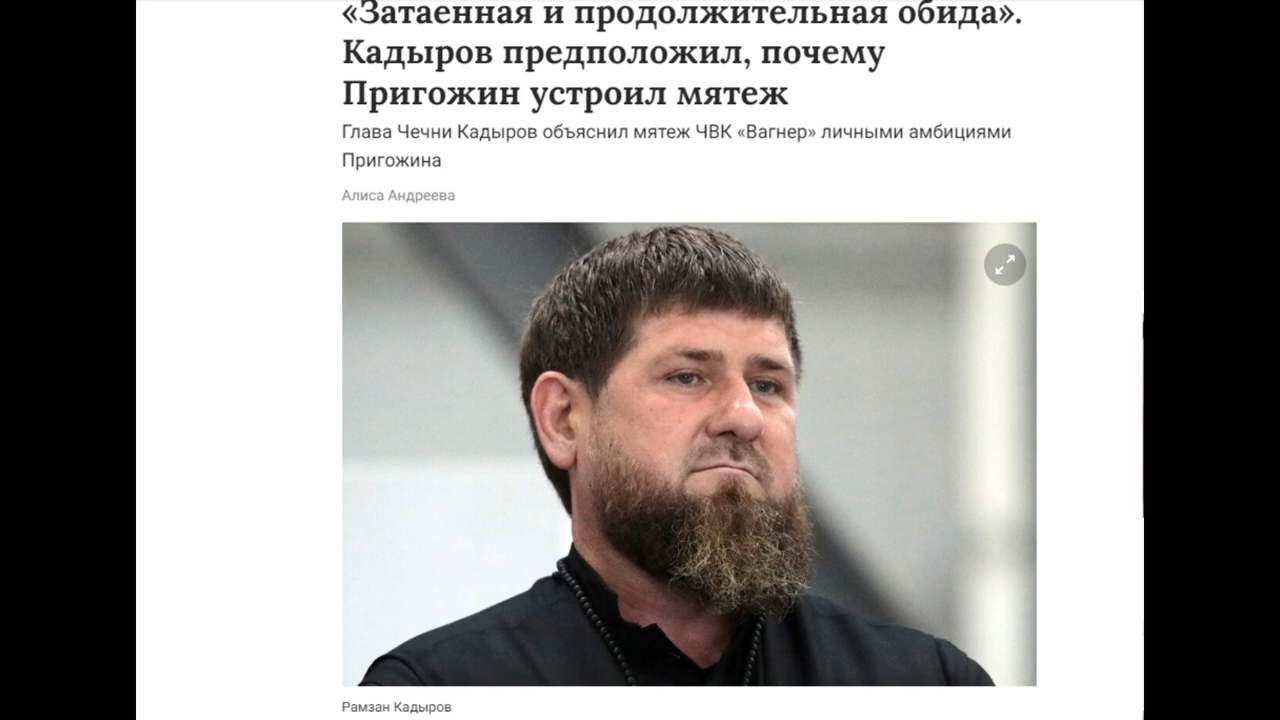 «Затаенная и продолжительная обида».
Кадыров предположил, почему
Пригожин устроил мятеж
Глава Чечни Кадыров объяснил мятеж ЧВК «Вагнер» личными амбициями
Пригожина
Алиса Андреева
Рамзан Кадыров